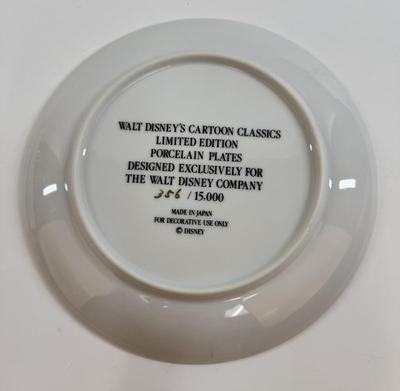 WALT DISNEY'S CARTOON CLASSICS
LIMITED EDITION
PORCELAIN PLATES
DESIGNED EXCLUSIVELY FOR
THE WALT DISNEY COMPANY
356 / 15.000
MADE IN JAPAN
FOR DECORATIVE USE ONLY
© DISNEY